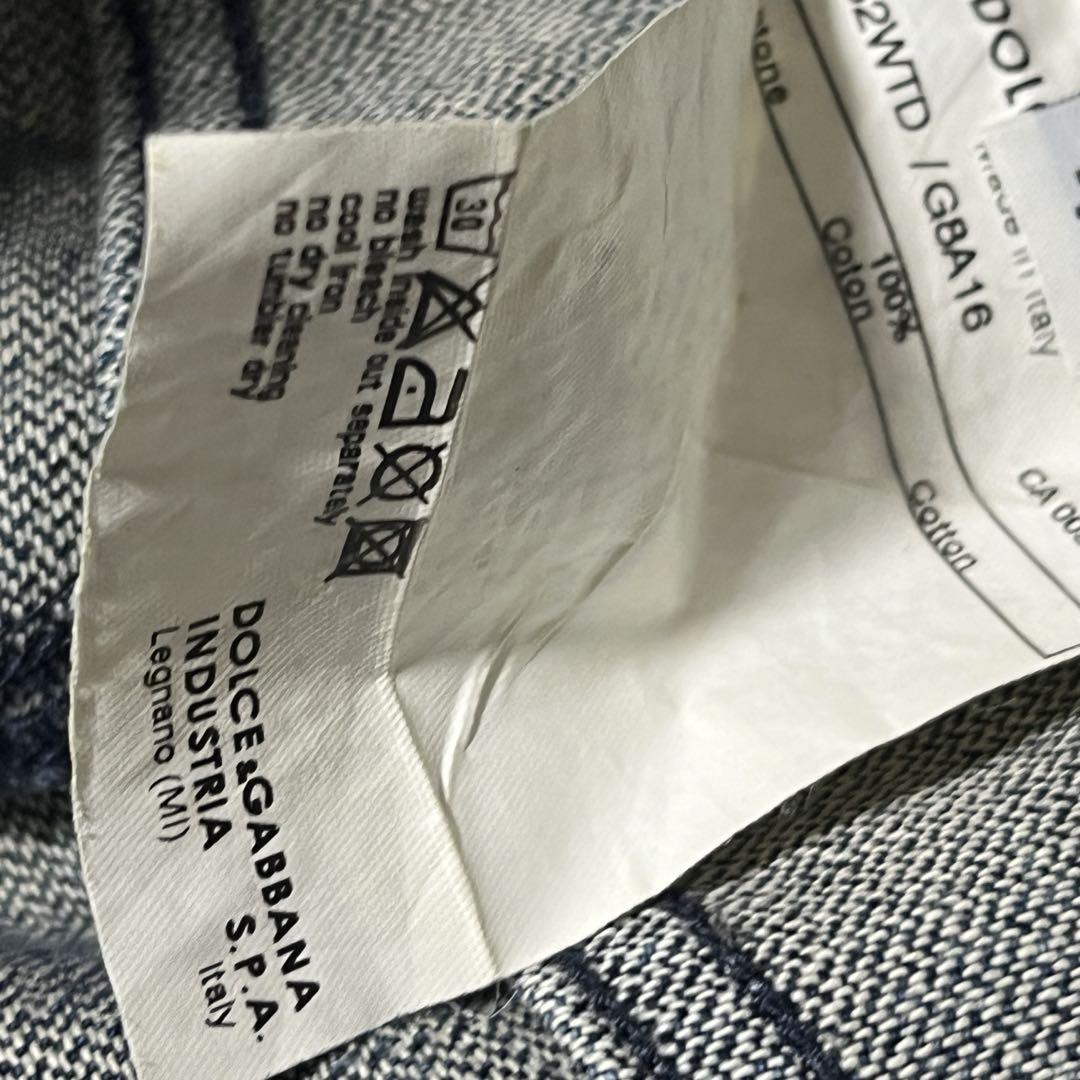 Made in Italy
/G8A16
100%
Coton
Cotton
30
wash inside out separately
no bleach
cool iron
no dry cleaning
no tumbler dry
DOLCE&GABBANA
INDUSTRIA S.P.A.
Legnano (MI) Italy